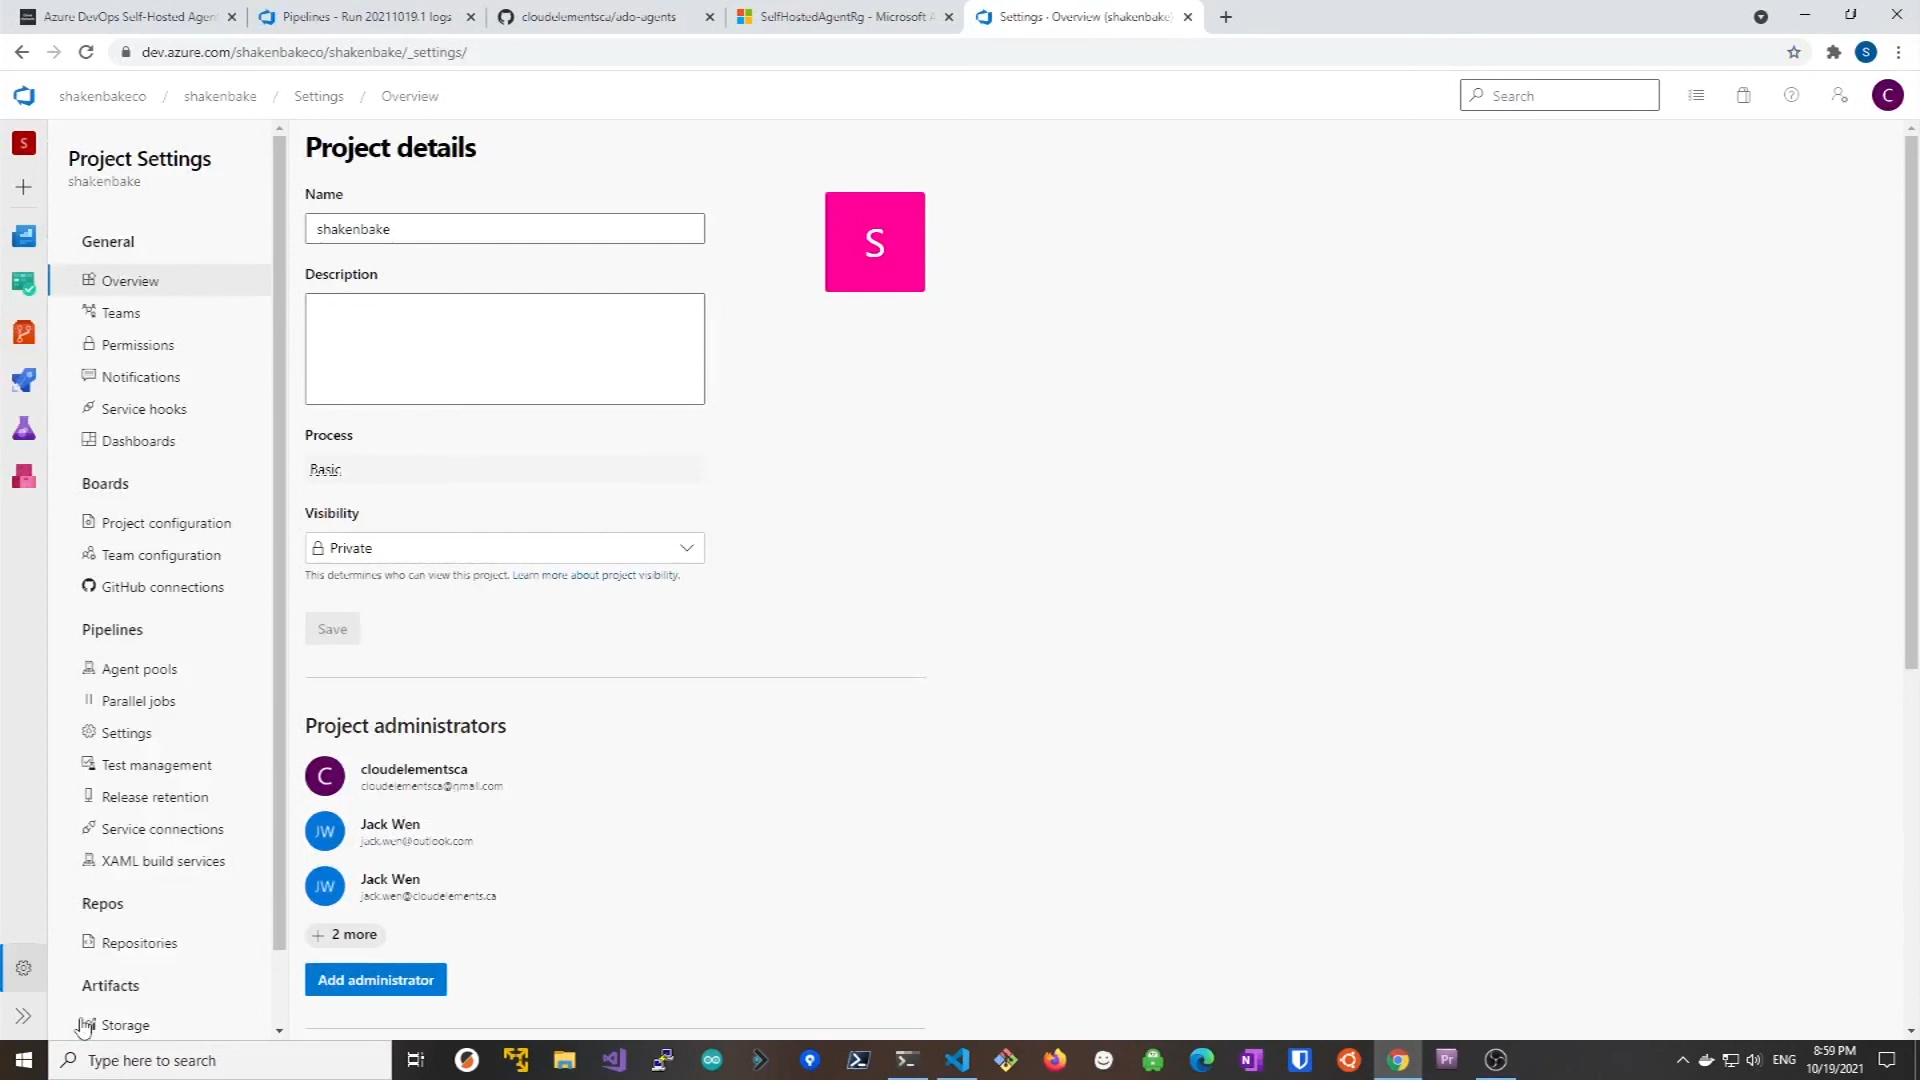 Azure DevOps Self-Hosted Agen
Pipelines - Run 20211019.1 logs
cloudelementsca/ado-agents
SelfHostedAgentRg - Microsoft A
Settings · Overview (shakenbake)
dev.azure.com/shakenbakeco/shakenbake/_settings/
S
shakenbakeco / shakenbake / Settings / Overview
Search
C
S
Project Settings
shakenbake
General
Overview
Teams
Permissions
Notifications
Service hooks
Dashboards
Boards
Project configuration
Team configuration
GitHub connections
Pipelines
Agent pools
Parallel jobs
Settings
Test management
Release retention
Service connections
XAML build services
Repos
Repositories
Artifacts
Storage
Project details
Name
shakenbake
S
Description
Process
Basic
Visibility
Private
This determines who can view this project. Learn more about project visibility.
Save
Project administrators
C
cloudelementsca
cloudelementsca@gmail.com
JW
Jack Wen
jack.wen@outlook.com
JW
Jack Wen
jack.wen@cloudelements.ca
2 more
Add administrator
Type here to search
N
Pr
ENG
8:59 PM
10/19/2021